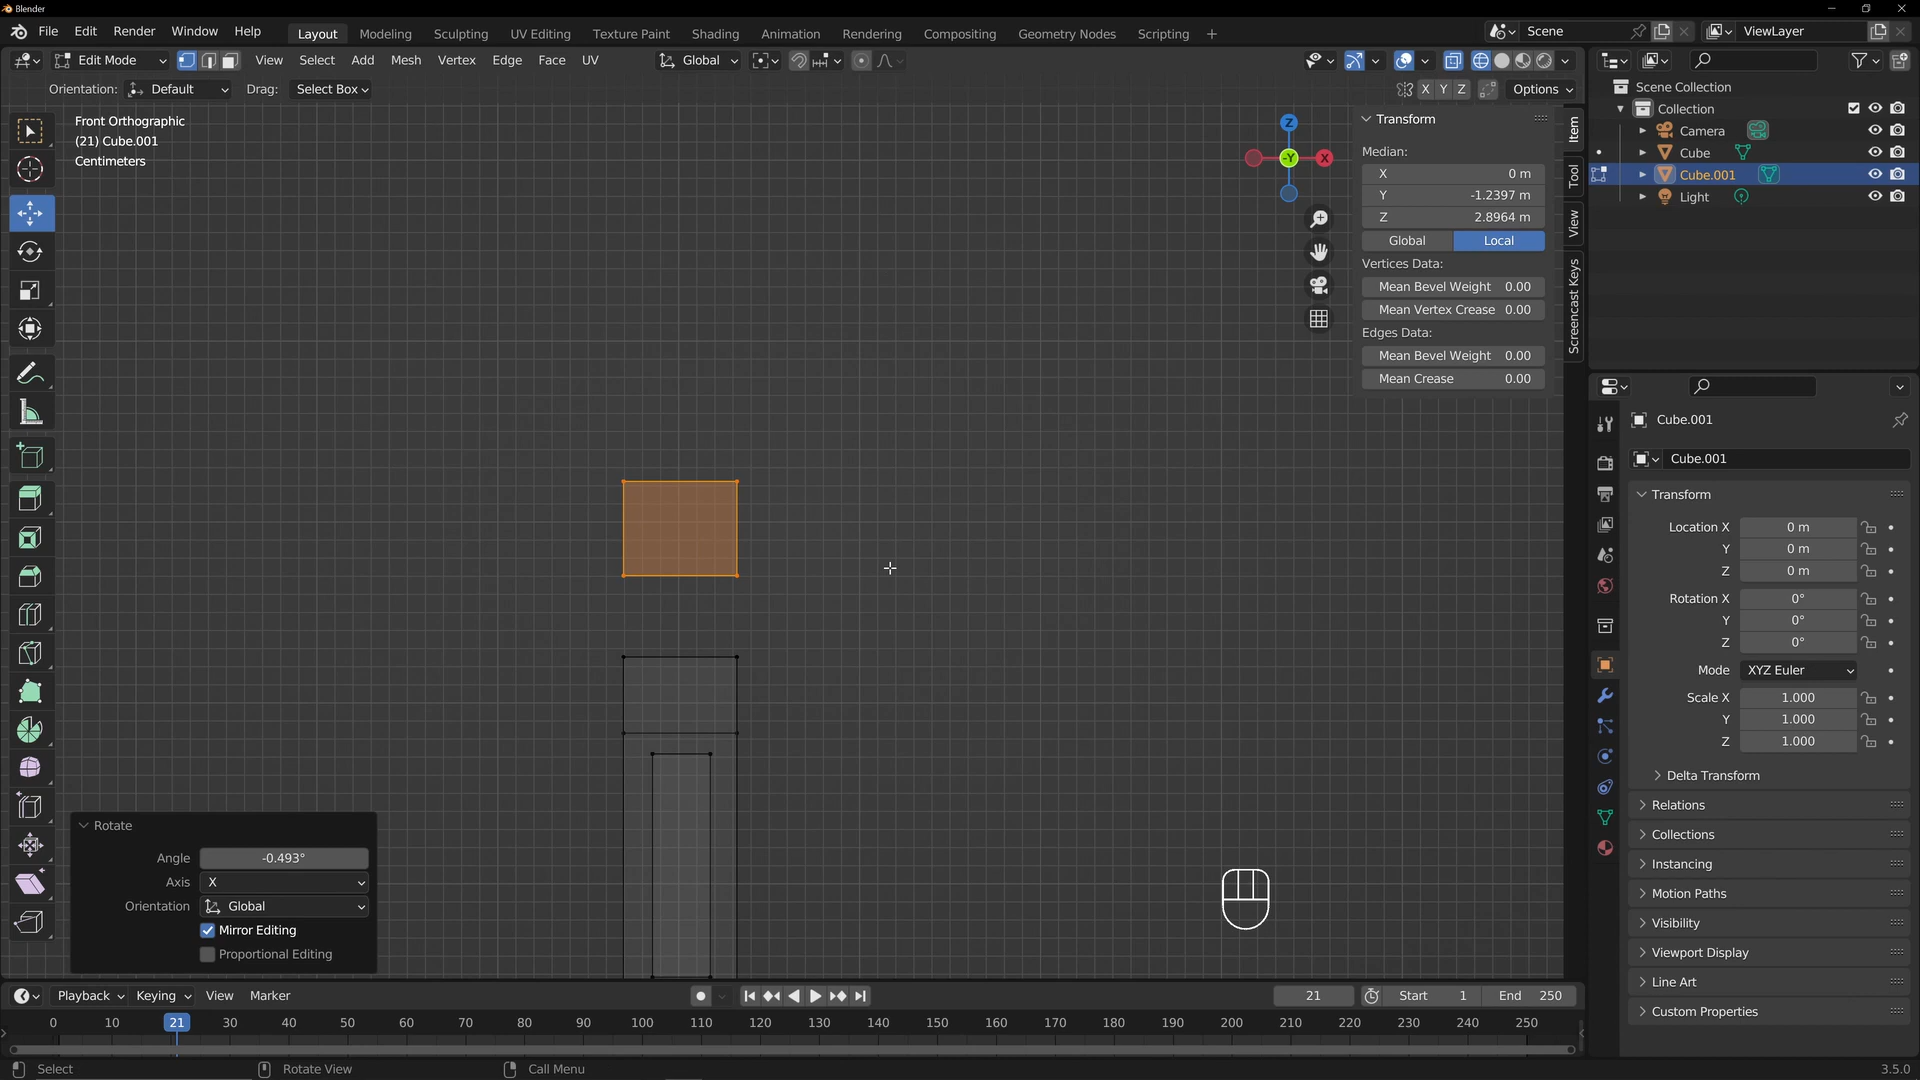 Blender
File Edit Render Window Help
Layout Modeling Sculpting UV Editing Texture Paint Shading Animation Rendering Compositing Geometry Nodes Scripting +
Scene
ViewLayer
Edit Mode View Select Add Mesh Vertex Edge Face UV
Global
Orientation: Default Drag: Select Box
X Y Z Options
Front Orthographic
(21) Cube.001
Centimeters
Z
-Y
X
Transform
Median:
X 0 m
Y -1.2397 m
Z 2.8964 m
Global Local
Vertices Data:
Mean Bevel Weight 0.00
Mean Vertex Crease 0.00
Edges Data:
Mean Bevel Weight 0.00
Mean Crease 0.00
Item
Tool
View
Screencast Keys
Scene Collection
Collection
Camera
Cube
Cube.001
Light
Cube.001
Cube.001
Transform
Location X 0 m
Y 0 m
Z 0 m
Rotation X 0°
Y 0°
Z 0°
Mode XYZ Euler
Scale X 1.000
Y 1.000
Z 1.000
Delta Transform
Relations
Collections
Instancing
Motion Paths
Visibility
Viewport Display
Line Art
Custom Properties
Rotate
Angle -0.493°
Axis X
Orientation Global
Mirror Editing
Proportional Editing
Playback Keying View Marker
21 Start 1 End 250
0 10 21 30 40 50 60 70 80 90 100 110 120 130 140 150 160 170 180 190 200 210 220 230 240 250
Select Rotate View Call Menu 3.5.0